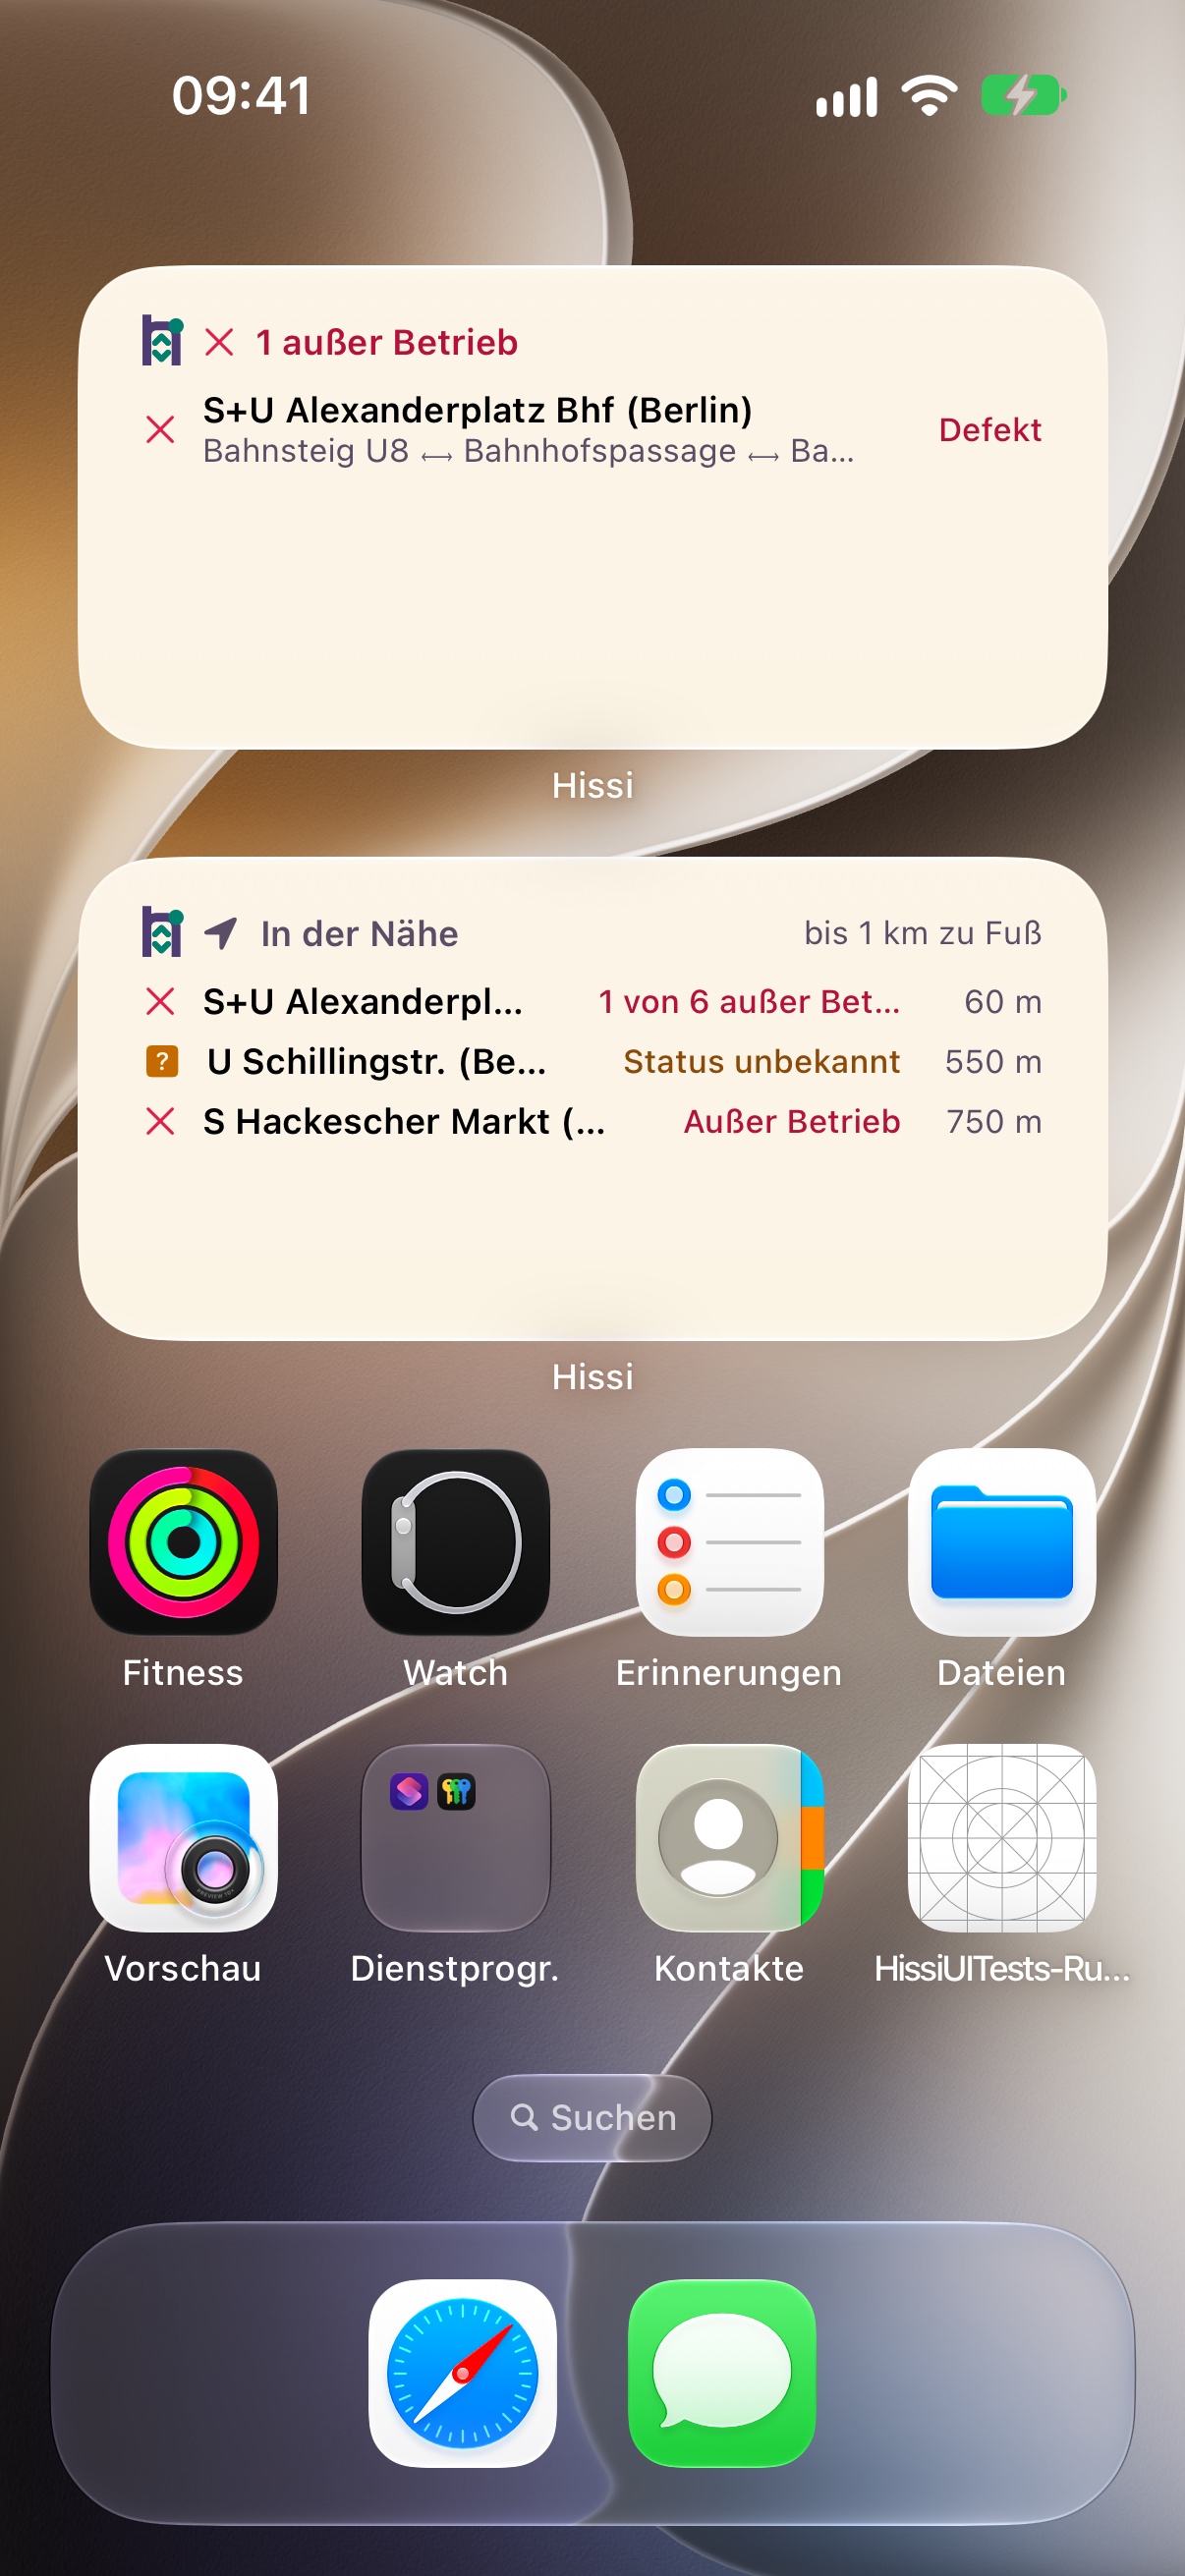 09:41
1 außer Betrieb
S+U Alexanderplatz Bhf (Berlin)
Bahnsteig U8 ⟷ Bahnhofspassage ⟷ Ba…
Defekt
Hissi
In der Nähe
bis 1 km zu Fuß
S+U Alexanderpl… 1 von 6 außer Bet… 60 m
? U Schillingstr. (Be… Status unbekannt 550 m
S Hackescher Markt (… Außer Betrieb 750 m
Hissi
Fitness Watch Erinnerungen Dateien
Vorschau Dienstprogr. Kontakte HissiUITests-Ru…
Suchen